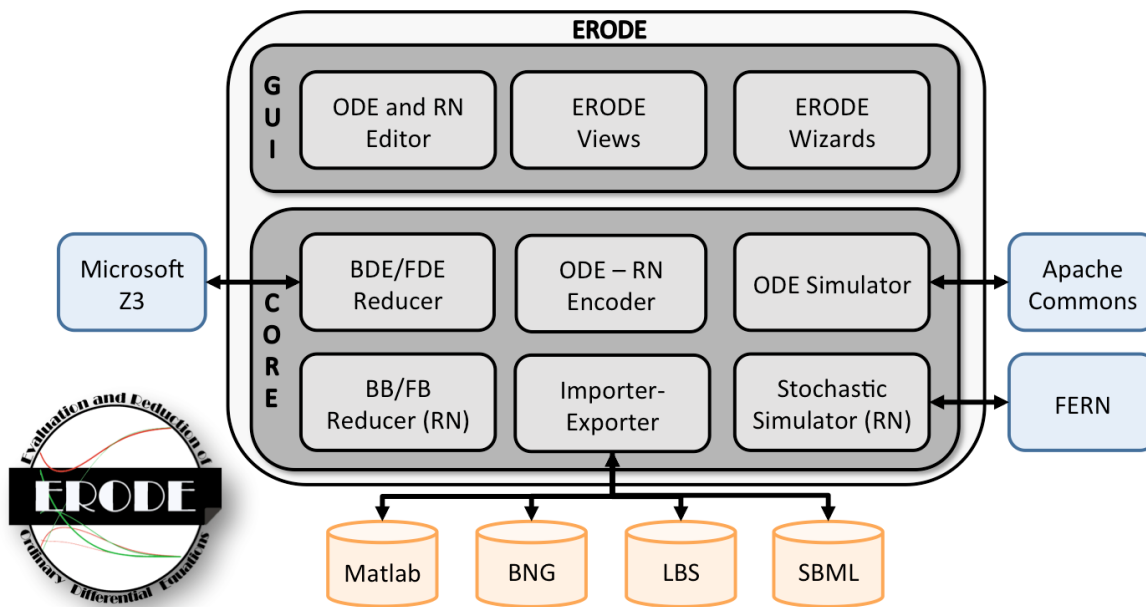 ERODE
GUI
ODE and RN
Editor
ERODE
Views
ERODE
Wizards
CORE
Microsoft
Z3
BDE/FDE
Reducer
ODE – RN
Encoder
ODE Simulator
Apache
Commons
BB/FB
Reducer (RN)
Importer-
Exporter
Stochastic
Simulator (RN)
FERN
Evaluation and Reduction of
ERODE
Ordinary Differential Equations
Matlab
BNG
LBS
SBML